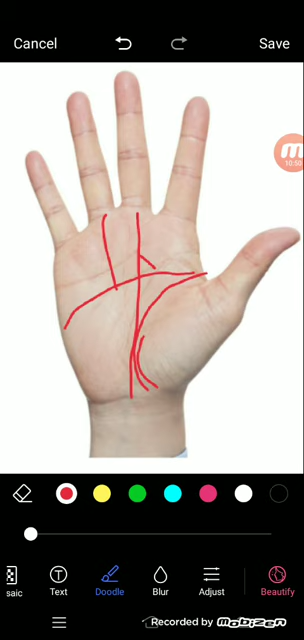 Cancel
Save
m
10:50
saic
Text
Doodle
Blur
Adjust
Beautify
Recorded by mobizen